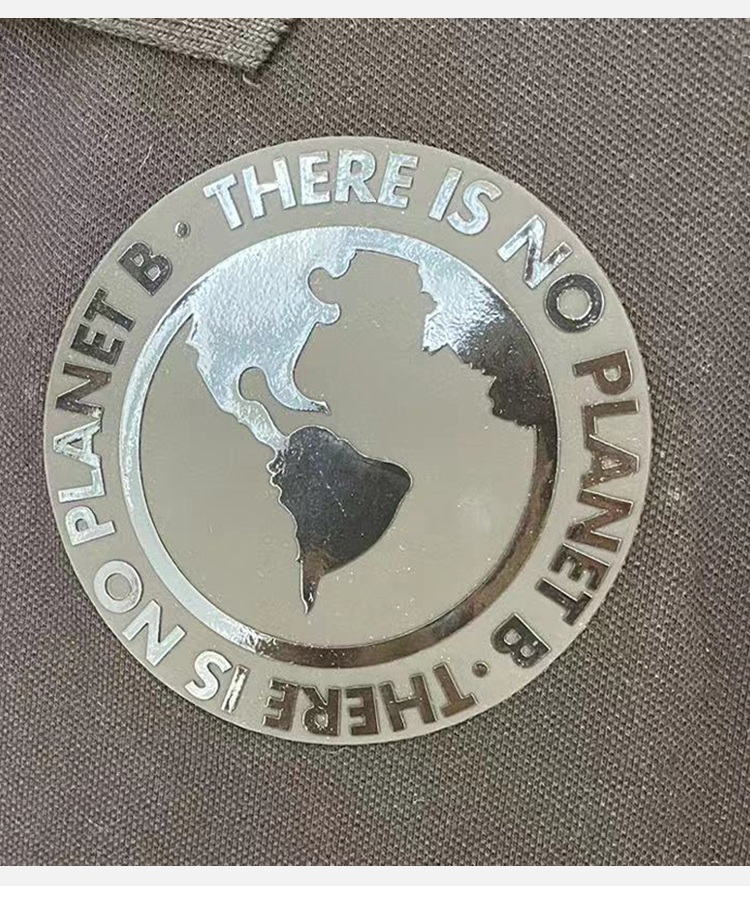 THERE IS NO PLANET B • THERE IS NO PLANET B •